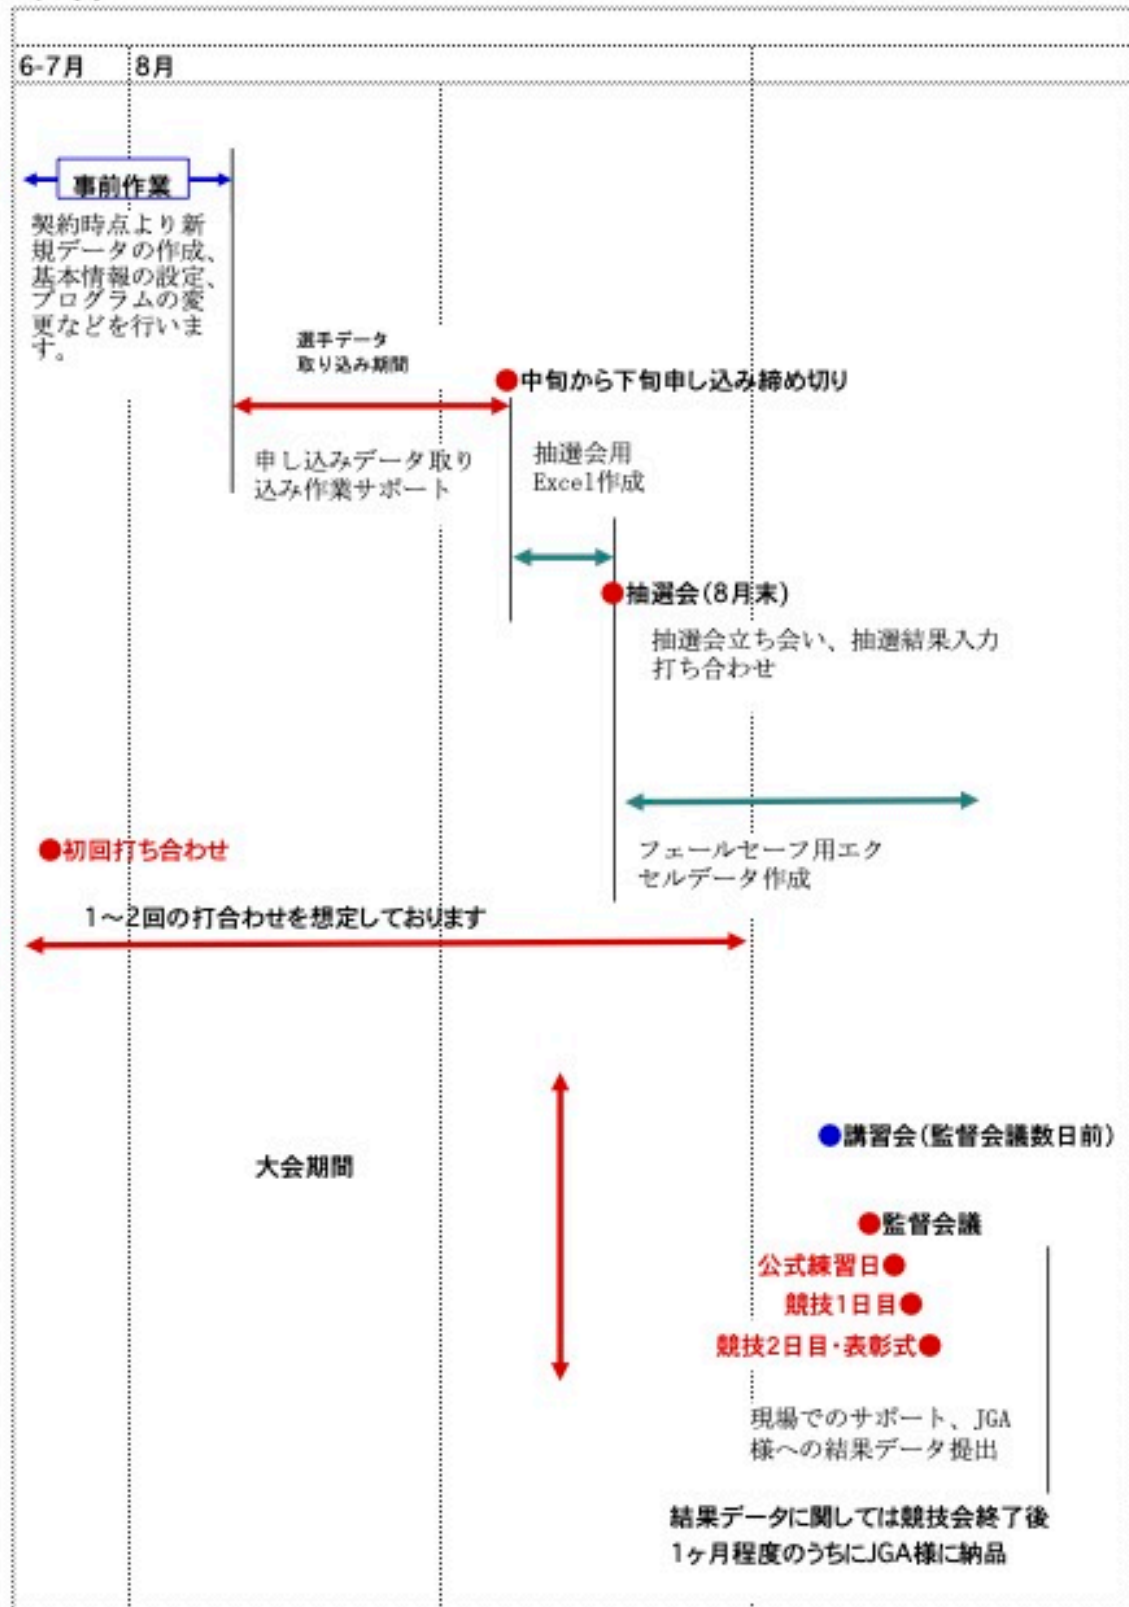 6-7月
8月
事前作業
契約時点より新
規データの作成、
基本情報の設定、
プログラムの変
更などを行いま
す。
選手データ
取り込み期間
●中旬から下旬申し込み締め切り
申し込みデータ取り
込み作業サポート
抽選会用
Excel作成
●抽選会(8月末)
抽選会立ち会い、抽選結果入力
打ち合わせ
●初回打ち合わせ
フェールセーフ用エク
セルデータ作成
1～2回の打合わせを想定しております
●講習会(監督会議数日前)
大会期間
●監督会議
公式練習日●
競技1日目●
競技2日目・表彰式●
現場でのサポート、JGA
様への結果データ提出
結果データに関しては競技会終了後
1ヶ月程度のうちにJGA様に納品